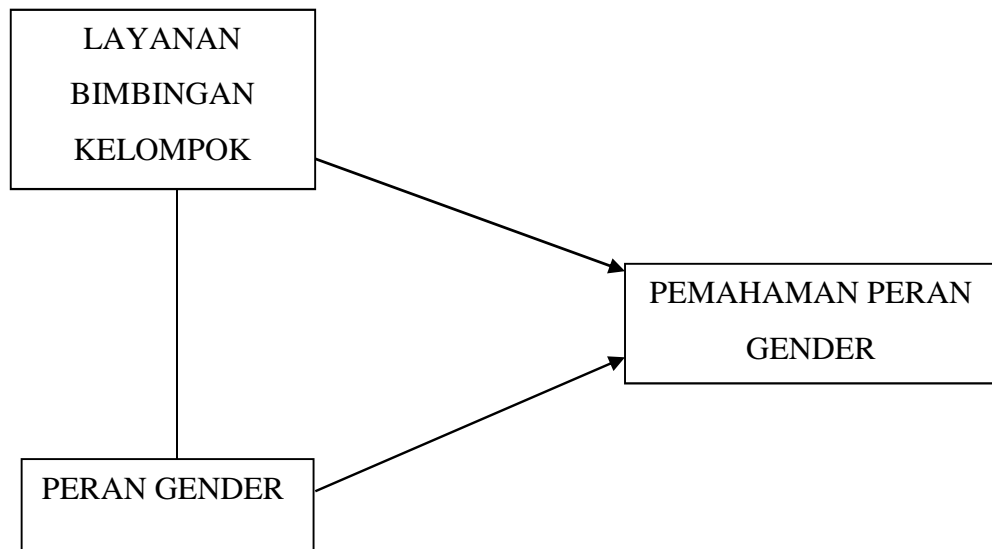 LAYANAN
BIMBINGAN
KELOMPOK
PEMAHAMAN PERAN
GENDER
PERAN GENDER